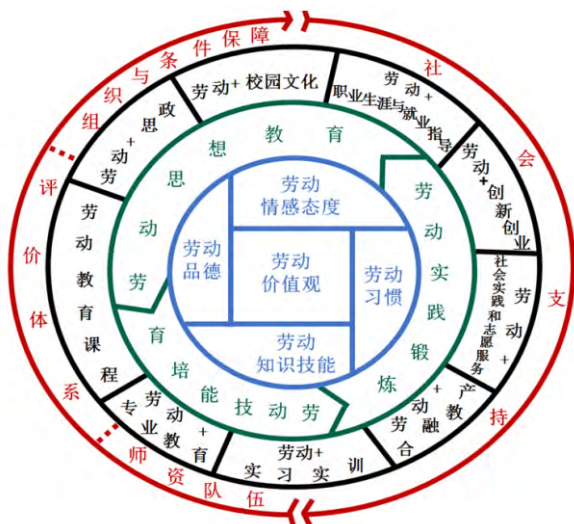 组织与条件保障
社会支持
师资队伍
评价体系
劳动+校园文化
劳动+
职业生涯与就业指导
劳动+创新创业
劳动+
社会实践和志愿服务
劳动+
产教融合
劳动+
实习实训
劳动+
专业教育
劳动教育课程
劳动+
思政
劳动思想教育
劳动实践锻炼
劳动技能培育
劳动
情感态度
劳动
品德
劳动
价值观
劳动
习惯
劳动
知识技能